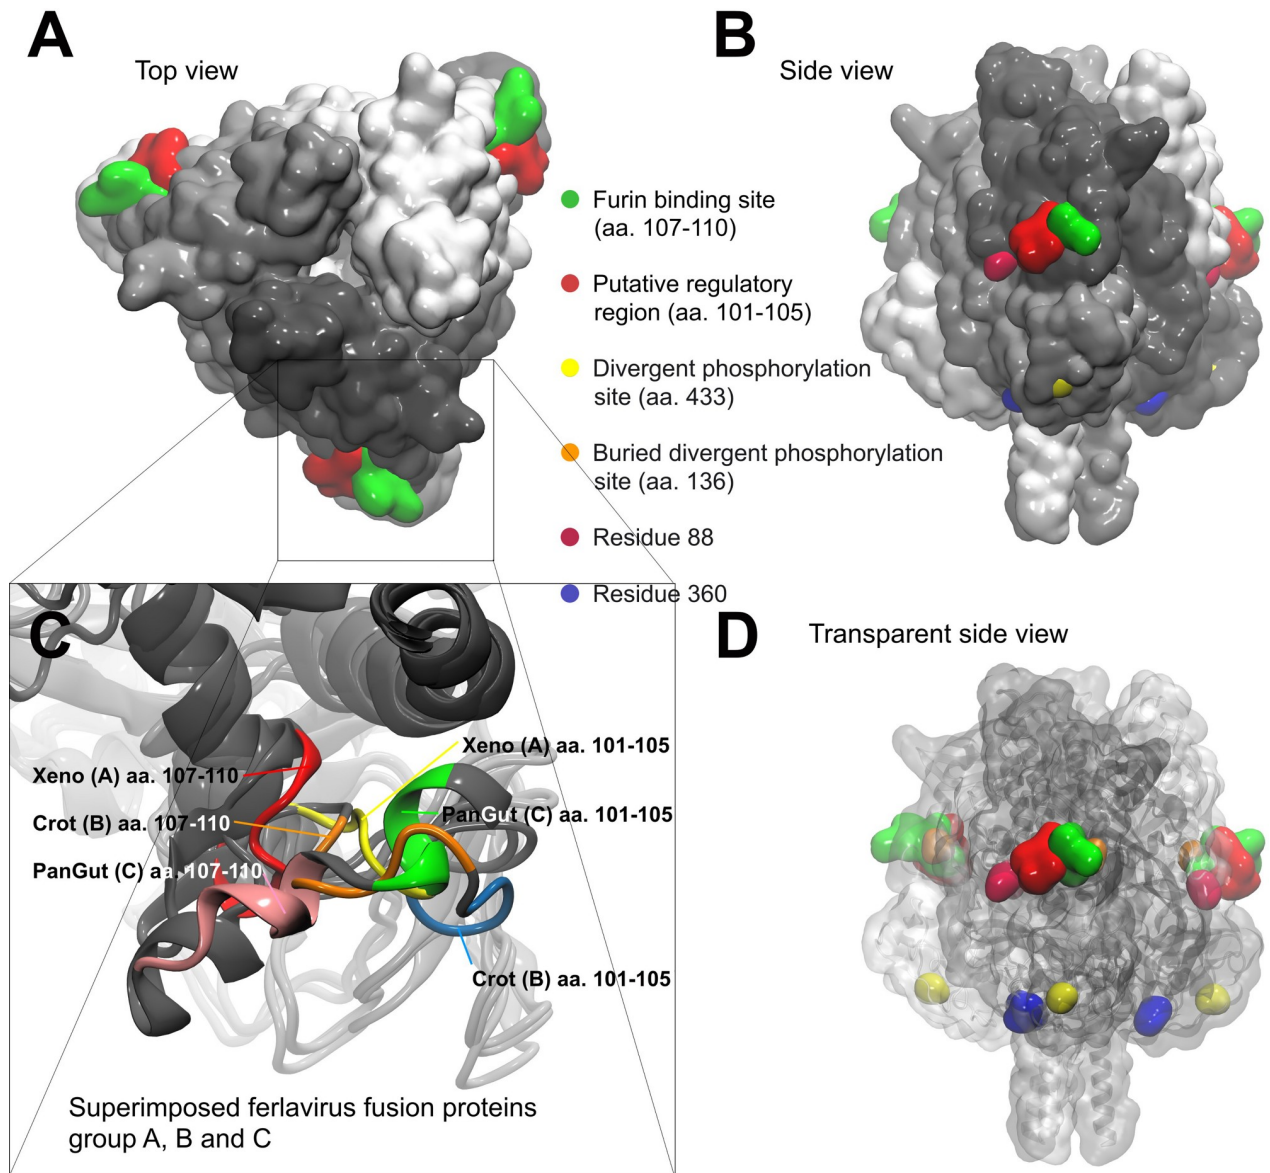 A
Top view
B
Side view
Furin binding site
(aa. 107-110)
Putative regulatory
region (aa. 101-105)
Divergent phosphorylation
site (aa. 433)
Buried divergent phosphorylation
site (aa. 136)
Residue 88
Residue 360
C
Xeno (A) aa. 101-105
Xeno (A) aa. 107-110
PanGut (C) aa. 101-105
Crot (B) aa. 107-110
PanGut (C) aa. 107-110
Crot (B) aa. 101-105
Superimposed ferlavirus fusion proteins
group A, B and C
D
Transparent side view